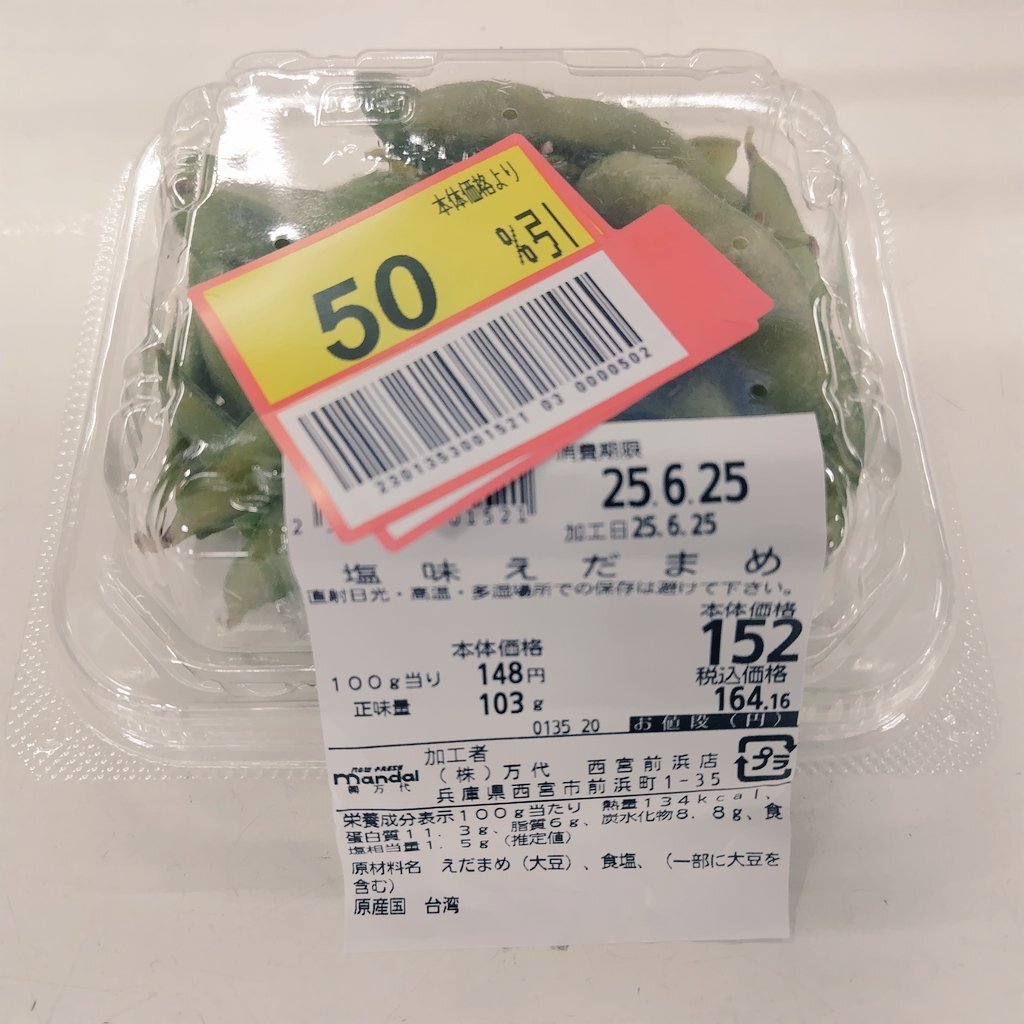 本体価格より
50 %引
2201353001521 03 0000502
消費期限
25.6.25
加工日 25.6.25
2
01521
塩味えだまめ
直射日光・高温・多湿場所での保存は避けて下さい。
本体価格
152
本体価格
税込価格
100g当り 148円
164.16
正味量 103g
0135 20 お値段(円)
加工者
mandai (株)万代 西宮前浜店
万代 兵庫県西宮市前浜町1-35
プラ
栄養成分表示100g当たり 熱量134kcal、
蛋白質11.3g、脂質6g、炭水化物8.8g、食
塩相当量1.5g(推定値)
原材料名 えだまめ(大豆)、食塩、(一部に大豆を
含む)
原産国 台湾